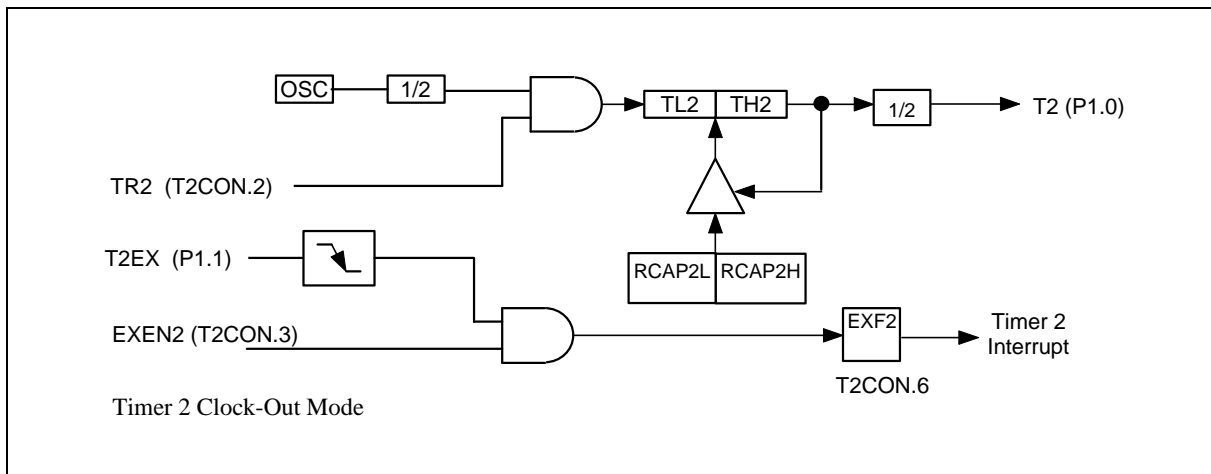 OSC
1/2
TL2
TH2
1/2
T2 (P1.0)
TR2 (T2CON.2)
T2EX (P1.1)
RCAP2L
RCAP2H
EXEN2 (T2CON.3)
EXF2
Timer 2
Interrupt
T2CON.6
Timer 2 Clock-Out Mode